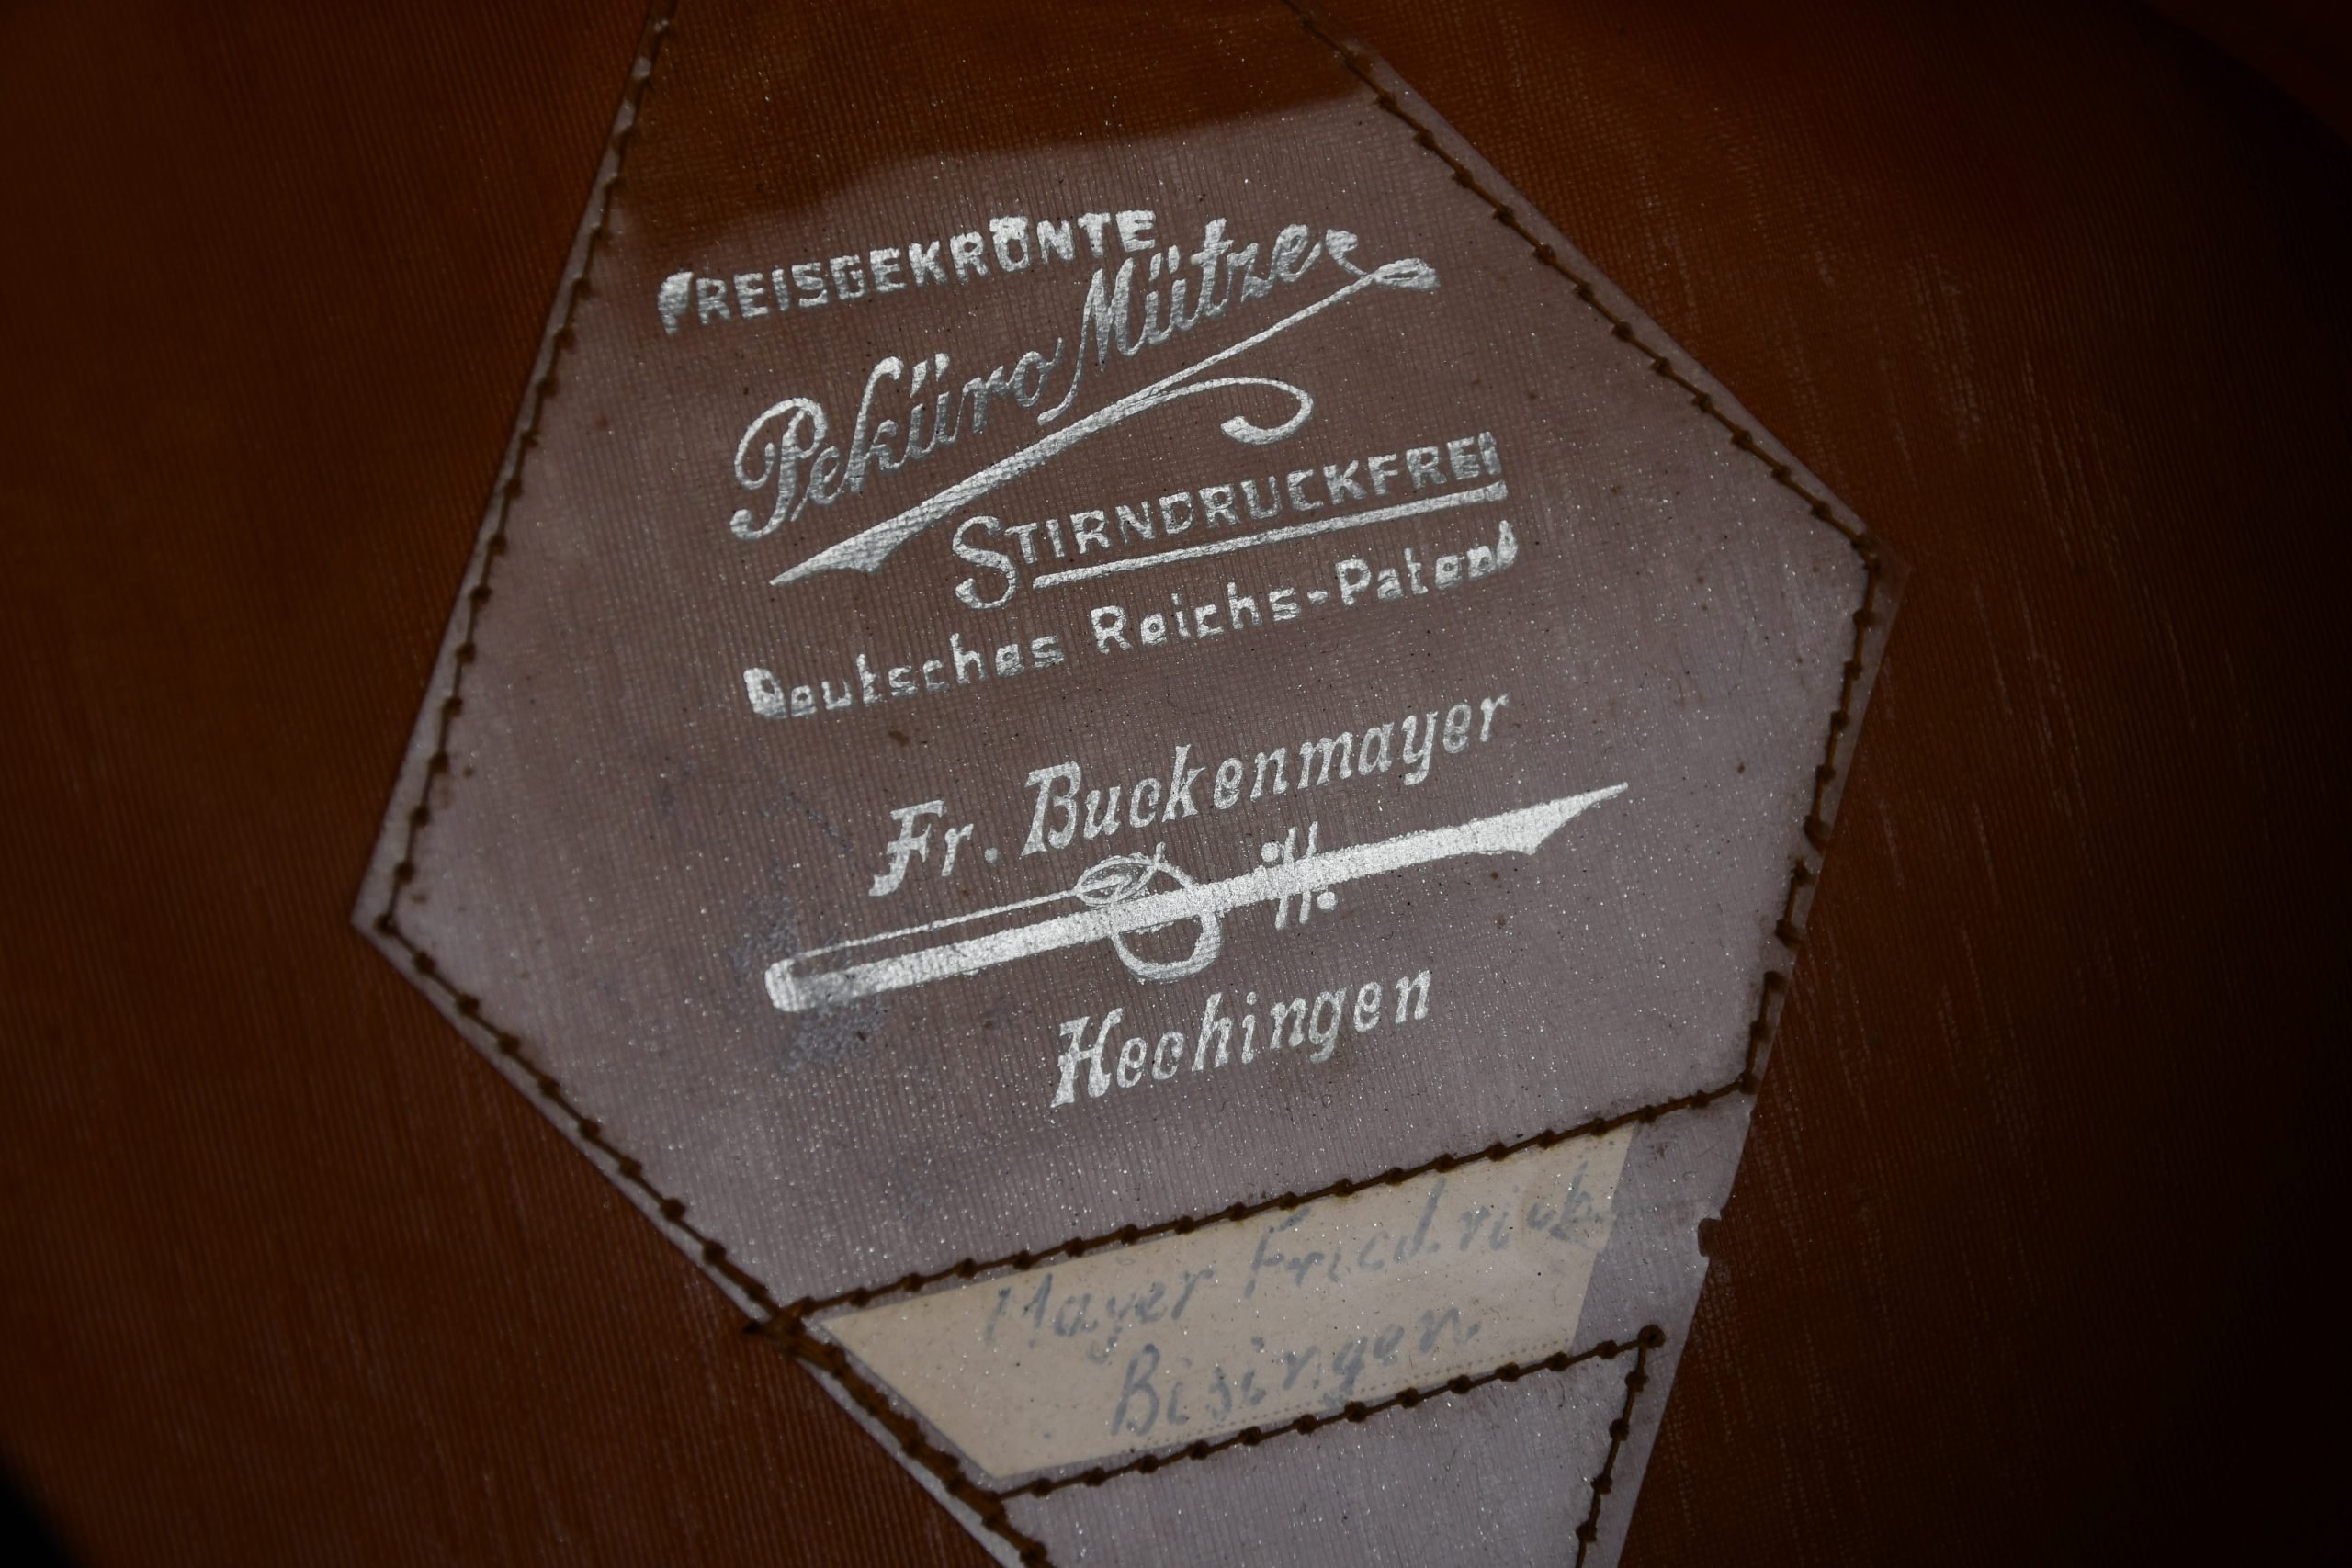 PREISGEKRÖNTE
Peküro Mütze
STIRNDRUCKFREI
Deutsches Reichs-Patent
Fr. Buckenmayer
Hechingen
Mayer Friedrich
Bisingen